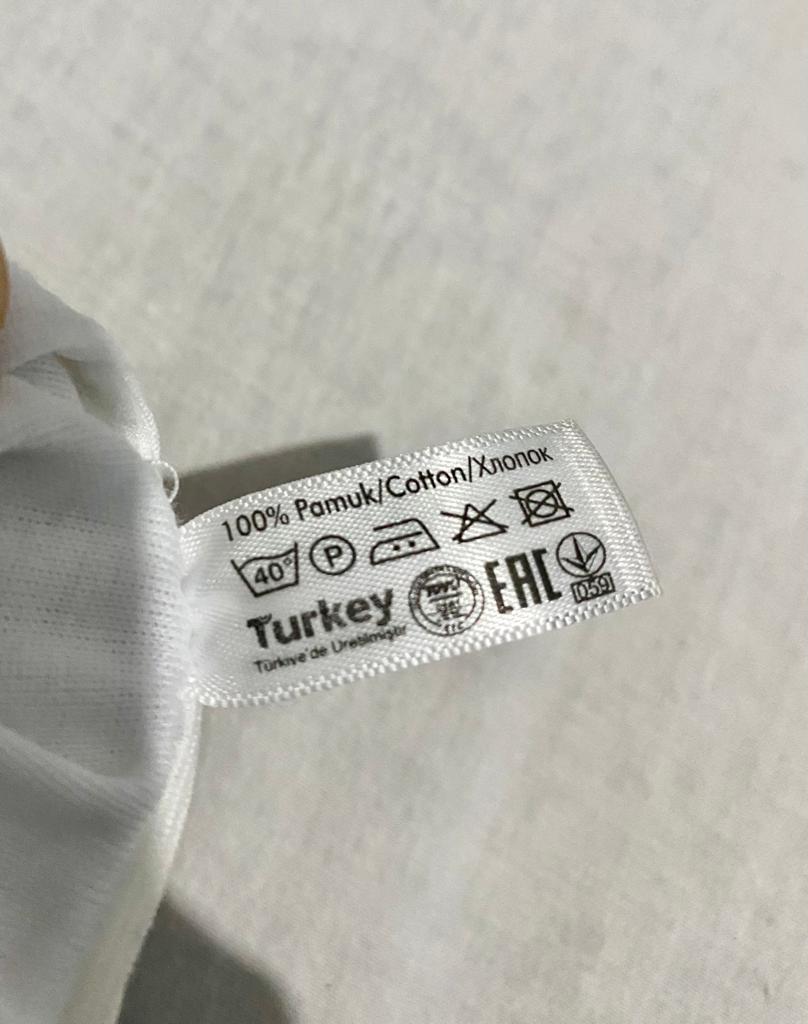 100% Pamuk/Cotton/Хлопок
40° P
Turkey EAC
Türkiye'de Üretilmiştir 059